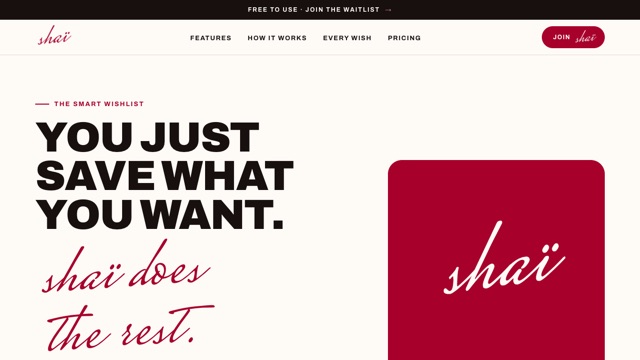 FREE TO USE · JOIN THE WAITLIST →
shaï
FEATURES
HOW IT WORKS
EVERY WISH
PRICING
JOIN shaï
THE SMART WISHLIST
YOU JUST
SAVE WHAT
YOU WANT.
shaï does
the rest.
shaï